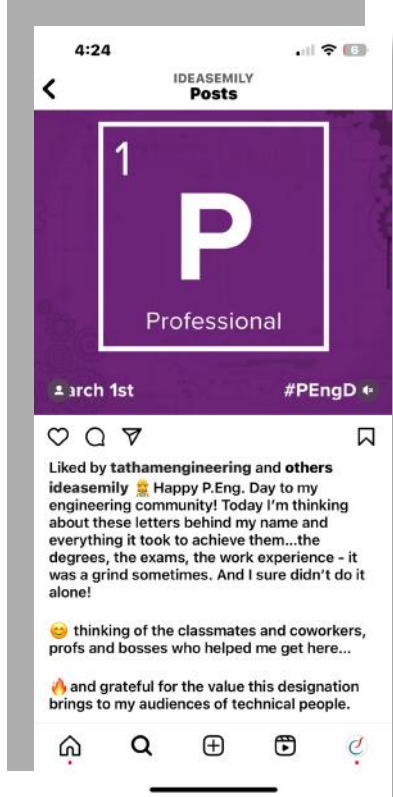 4:24
6
IDEASEMILY
Posts
1
P
Professional
arch 1st
#PEngD
Liked by tathamengineering and others
ideasemily 👷‍♀️ Happy P.Eng. Day to my
engineering community! Today I’m thinking
about these letters behind my name and
everything it took to achieve them...the
degrees, the exams, the work experience - it
was a grind sometimes. And I sure didn’t do it
alone!
😊 thinking of the classmates and coworkers,
profs and bosses who helped me get here...
🔥 and grateful for the value this designation
brings to my audiences of technical people.